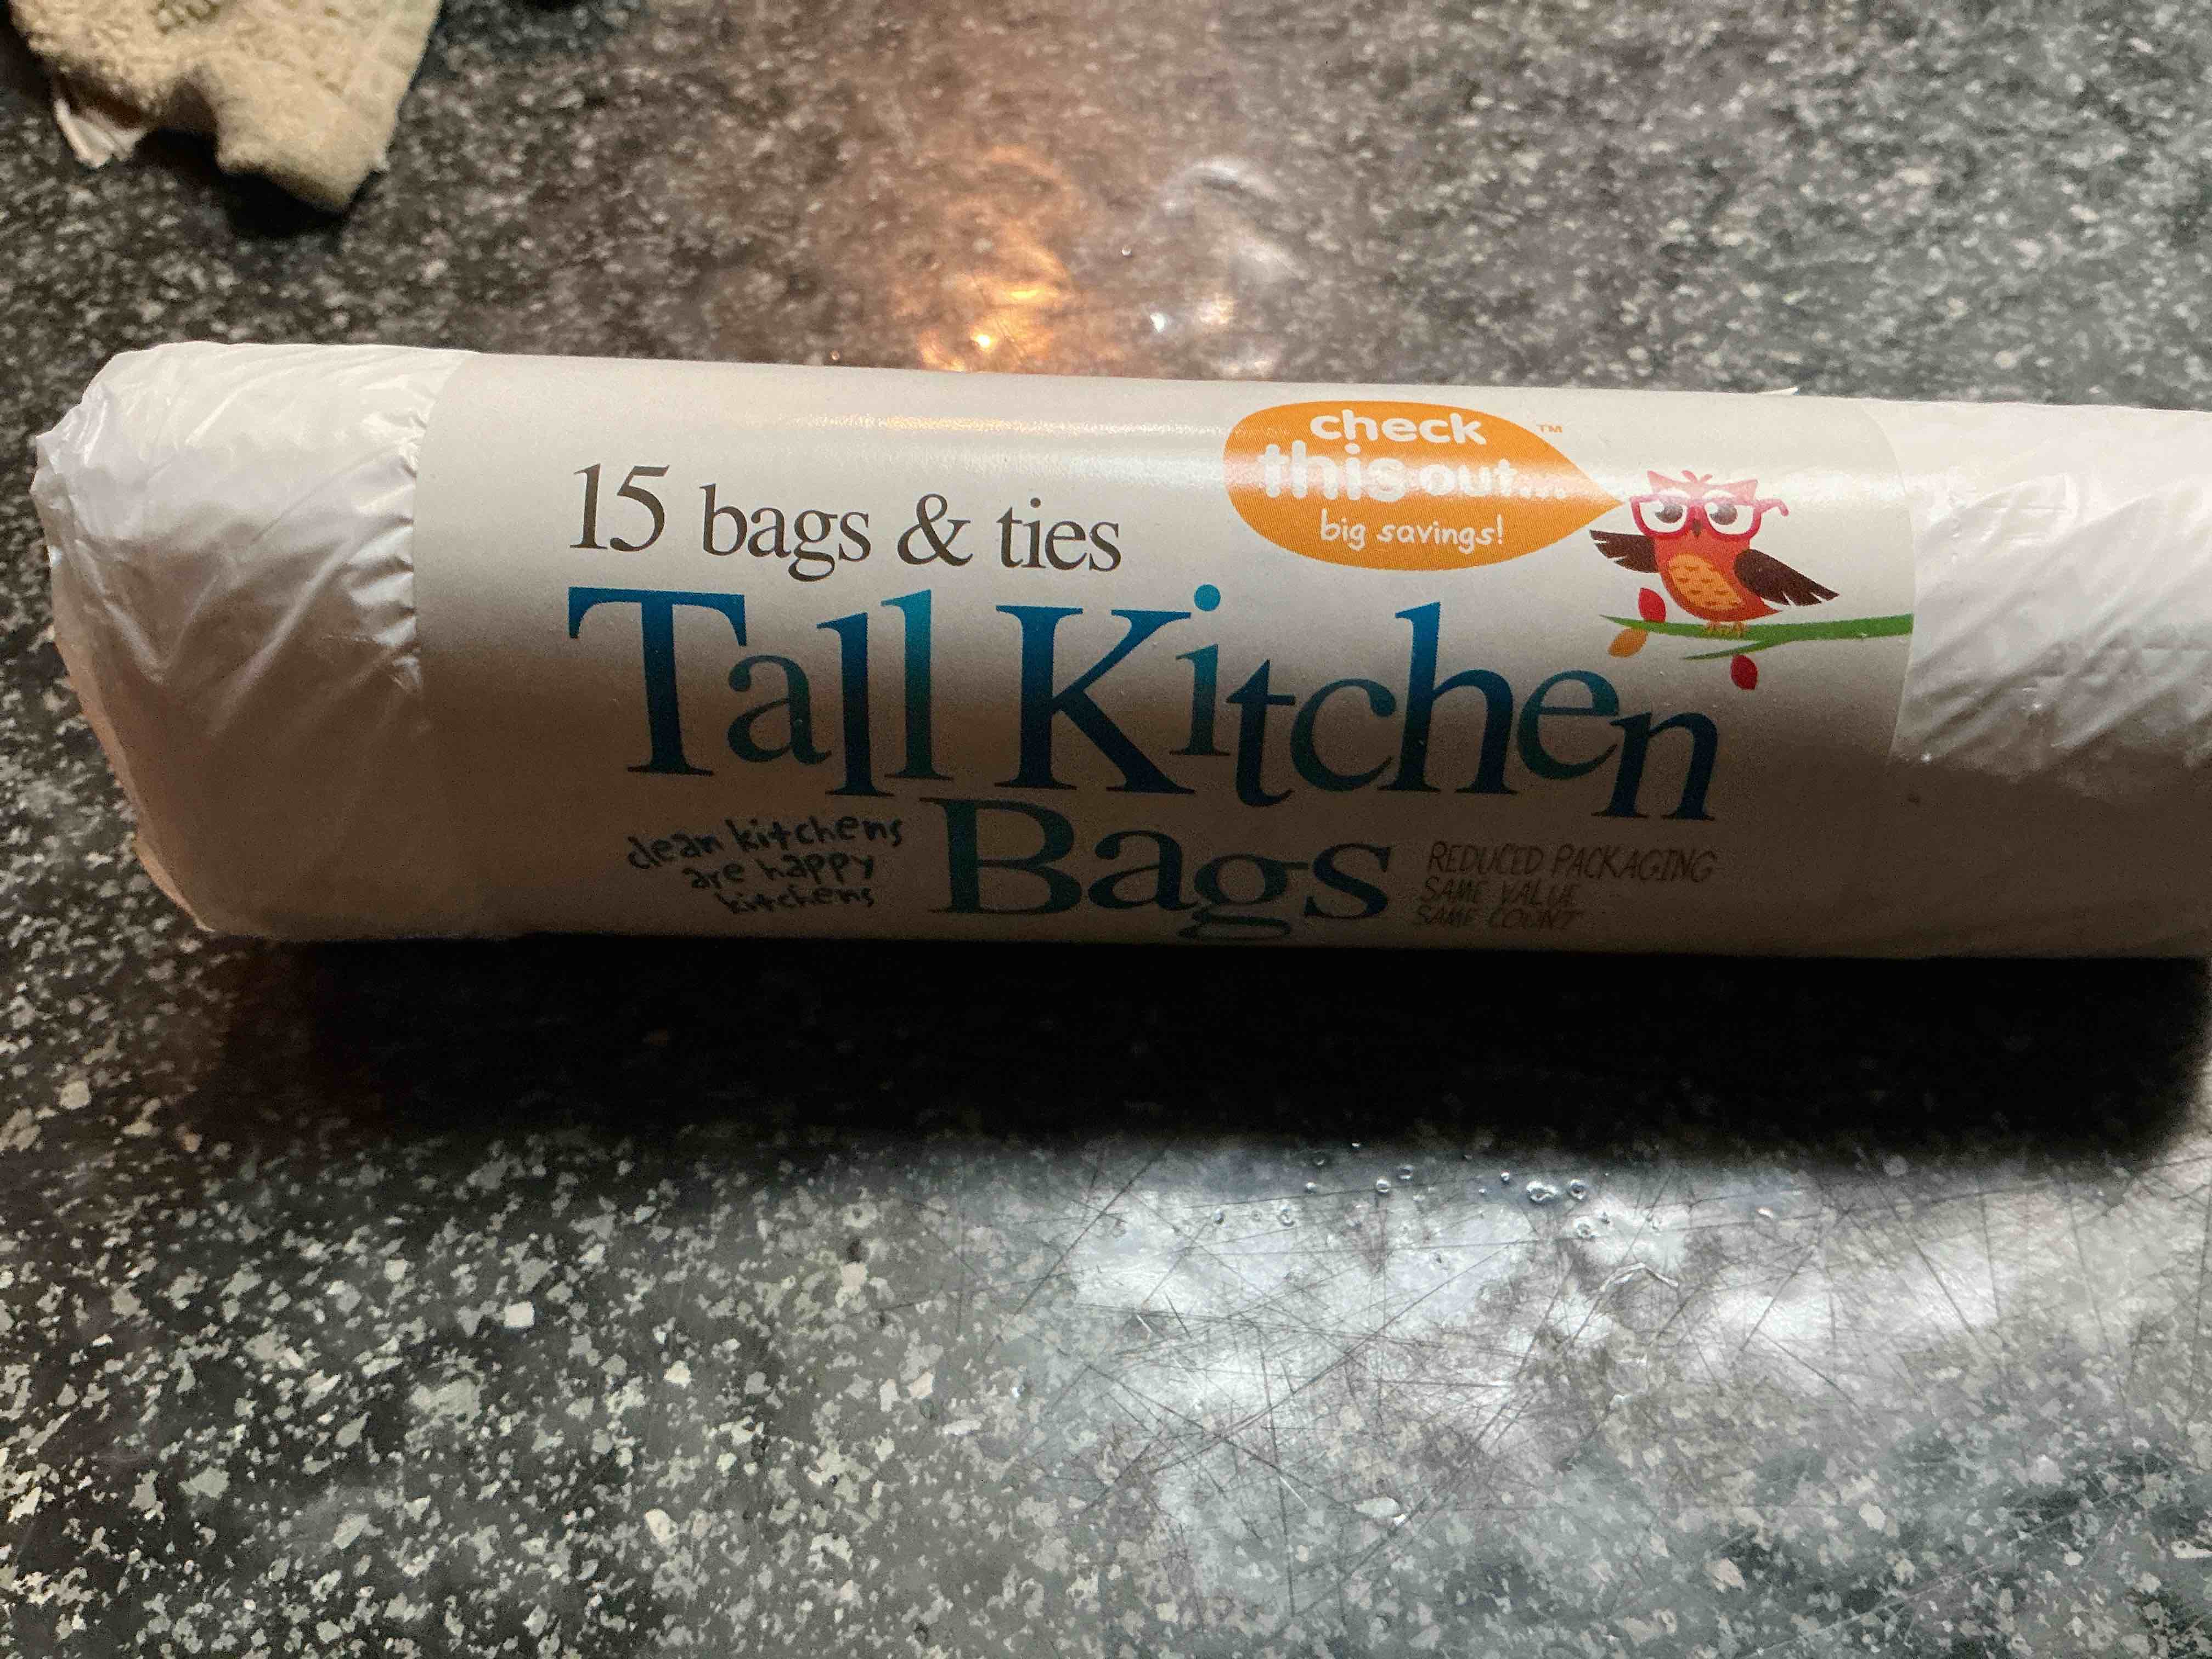 check ™
this out...
big savings!
15 bags & ties
Tall Kitchen
Bags
clean kitchens
are happy
kitchens
REDUCED PACKAGING
SAME VALUE
SAME COUNT